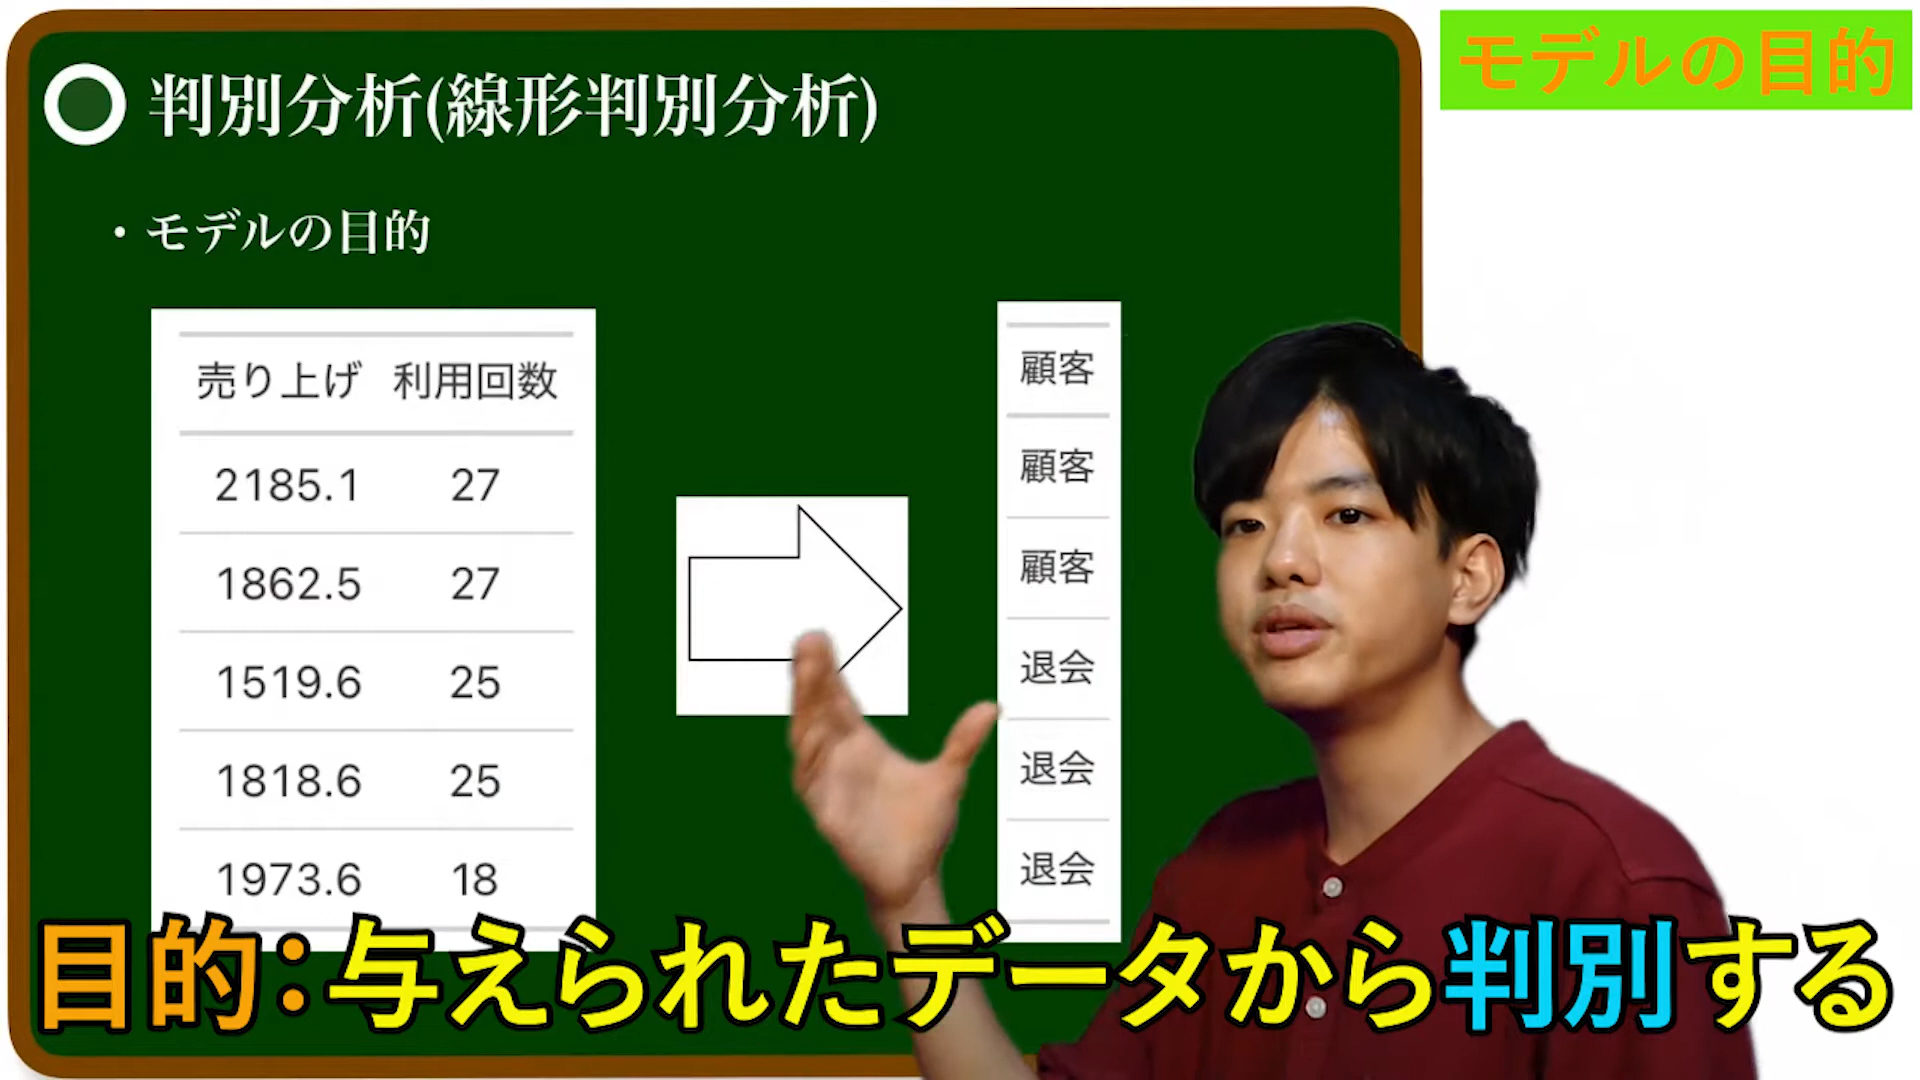 モデルの目的
判別分析(線形判別分析)
・モデルの目的
売り上げ 利用回数
2185.1 27
1862.5 27
1519.6 25
1818.6 25
1973.6 18
顧客
顧客
顧客
退会
退会
退会
目的:与えられたデータから判別する